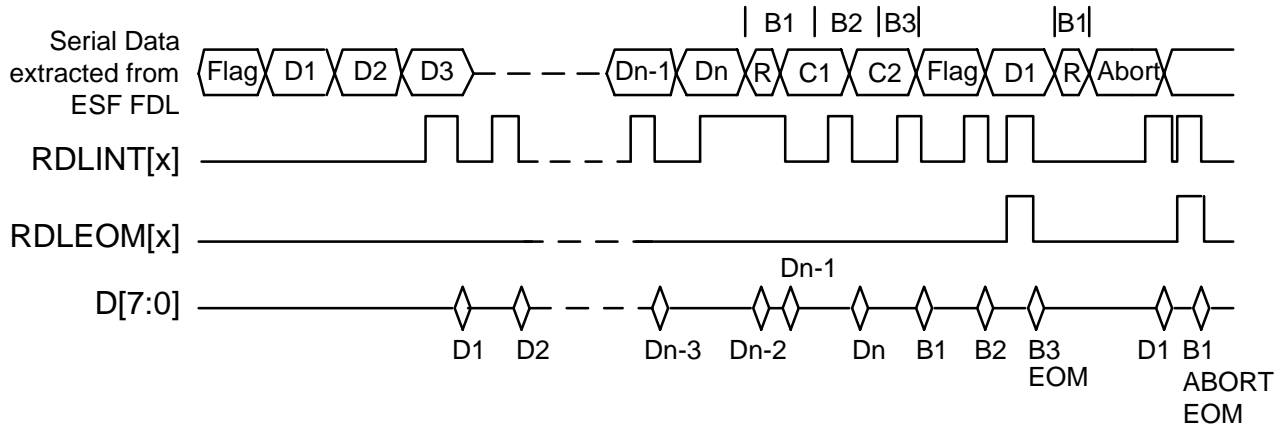 B1 B2 B3 B1
Serial Data
extracted from
ESF FDL
Flag D1 D2 D3 Dn-1 Dn R C1 C2 Flag D1 R Abort
RDLINT[x]
RDLEOM[x]
Dn-1
D[7:0]
D1 D2 Dn-3 Dn-2 Dn B1 B2 B3 D1 B1
EOM ABORT
EOM